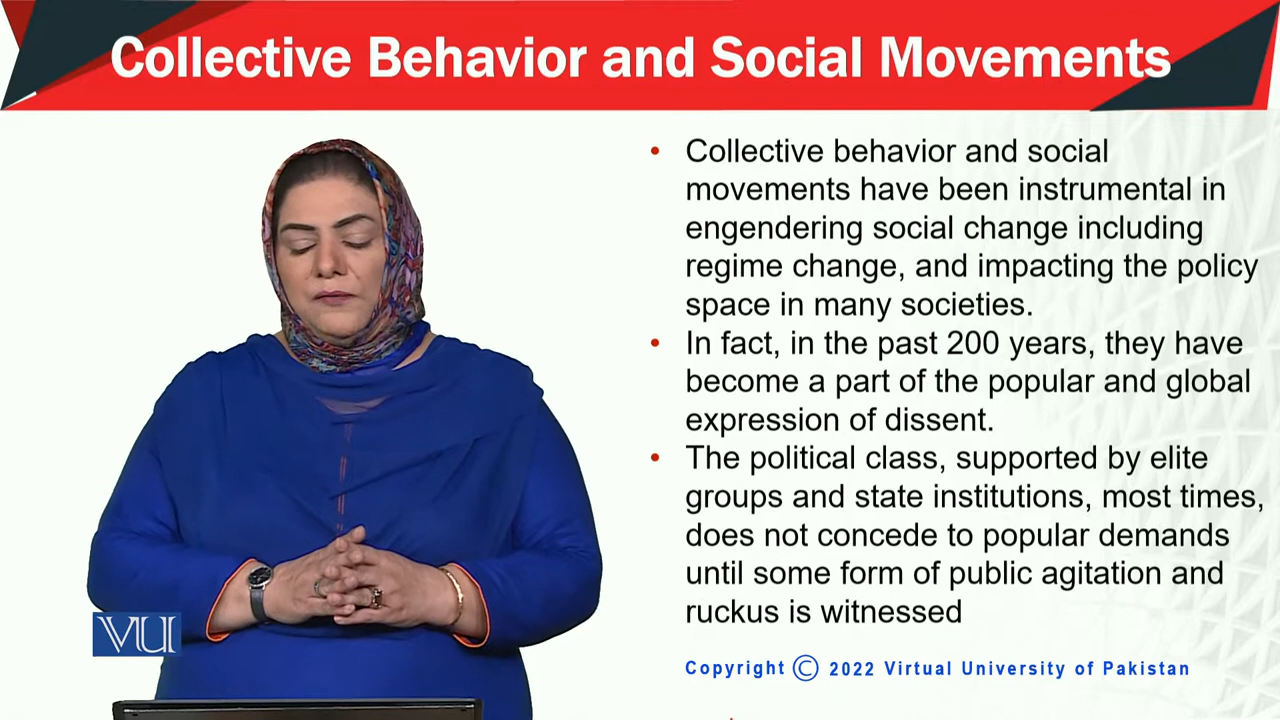 Collective Behavior and Social Movements
• Collective behavior and social
movements have been instrumental in
engendering social change including
regime change, and impacting the policy
space in many societies.
• In fact, in the past 200 years, they have
become a part of the popular and global
expression of dissent.
• The political class, supported by elite
groups and state institutions, most times,
does not concede to popular demands
until some form of public agitation and
ruckus is witnessed
VU
Copyright © 2022 Virtual University of Pakistan